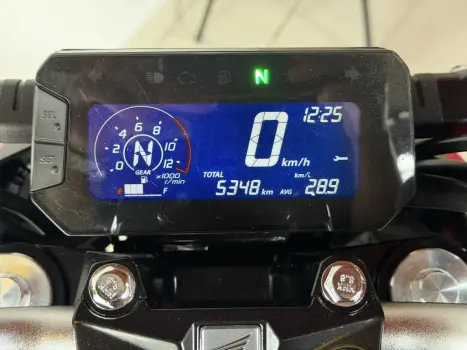 N
SEL
SET
12:25
0 km/h
0 2 4 6 8 10 12
N
GEAR
x1000
r/min
E F
TOTAL
5348 km AVG 28.9